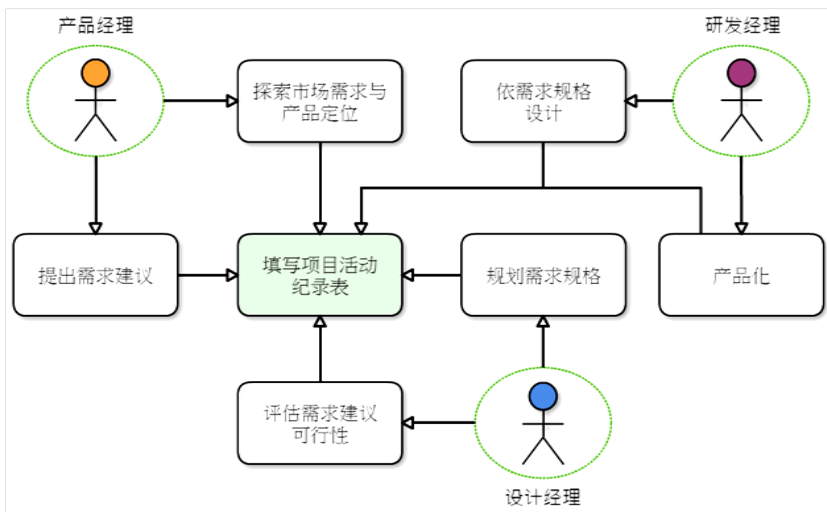 产品经理
研发经理
探索市场需求与
产品定位
依需求规格
设计
提出需求建议
填写项目活动
纪录表
规划需求规格
产品化
评估需求建议
可行性
设计经理